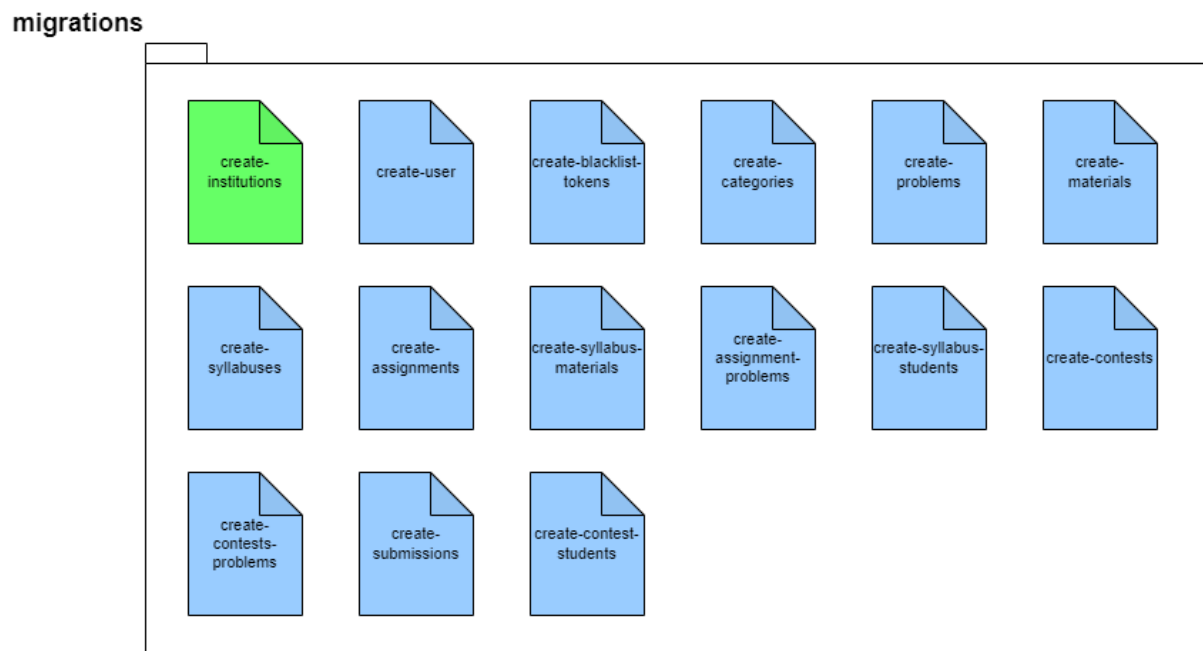 migrations
create-
institutions
create-user
create-blacklist-
tokens
create-
categories
create-
problems
create-
materials
create-
syllabuses
create-
assignments
create-syllabus-
materials
create-
assignment-
problems
create-syllabus-
students
create-contests
create-
contests-
problems
create-
submissions
create-contest-
students